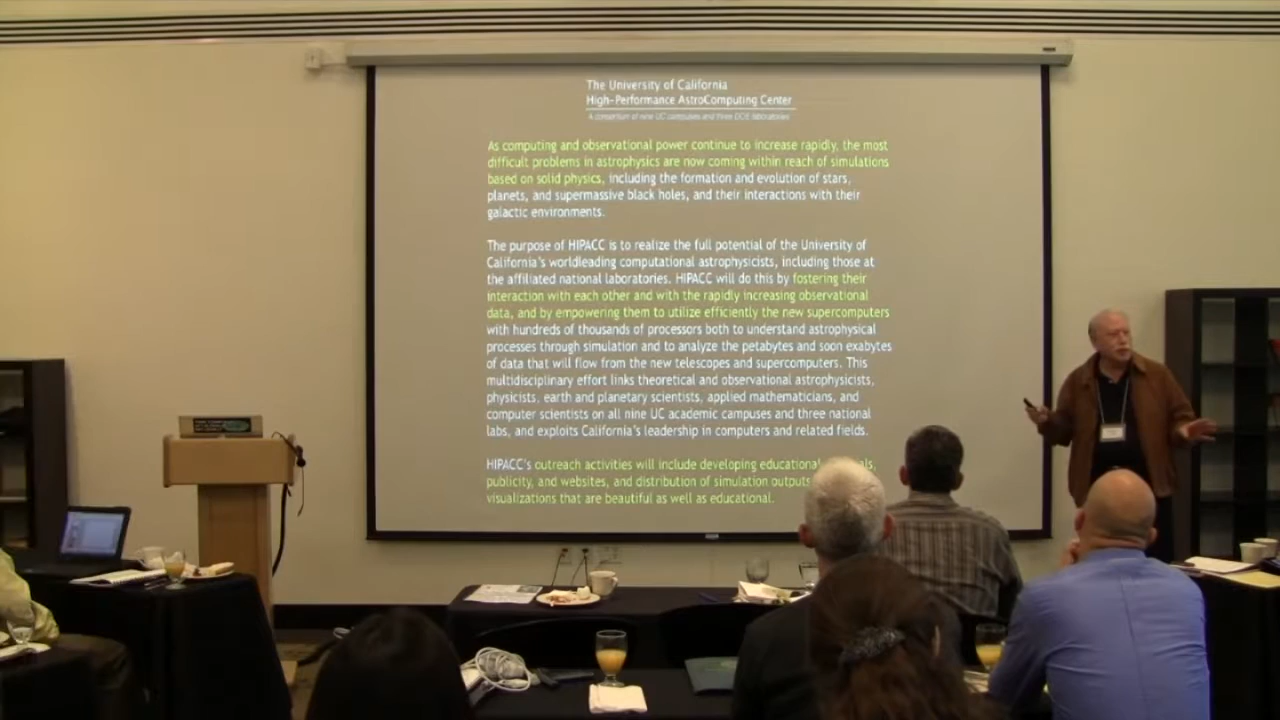 The University of California
High-Performance AstroComputing Center
A consortium of nine UC campuses and three DOE laboratories
As computing and observational power continue to increase rapidly, the most
difficult problems in astrophysics are now coming within reach of simulations
based on solid physics, including the formation and evolution of stars,
planets, and supermassive black holes, and their interactions with their
galactic environments.
The purpose of HIPACC is to realize the full potential of the University of
California's worldleading computational astrophysicists, including those at
the affiliated national laboratories. HIPACC will do this by fostering their
interaction with each other and with the rapidly increasing observational
data, and by empowering them to utilize efficiently the new supercomputers
with hundreds of thousands of processors both to understand astrophysical
processes through simulation and to analyze the petabytes and soon exabytes
of data that will flow from the new telescopes and supercomputers. This
multidisciplinary effort links theoretical and observational astrophysicists,
physicists, earth and planetary scientists, applied mathematicians, and
computer scientists on all nine UC academic campuses and three national
labs, and exploits California's leadership in computers and related fields.
HIPACC's outreach activities will include developing educational
publicity, and websites, and distribution of simulation outputs
visualizations that are beautiful as well as educational.